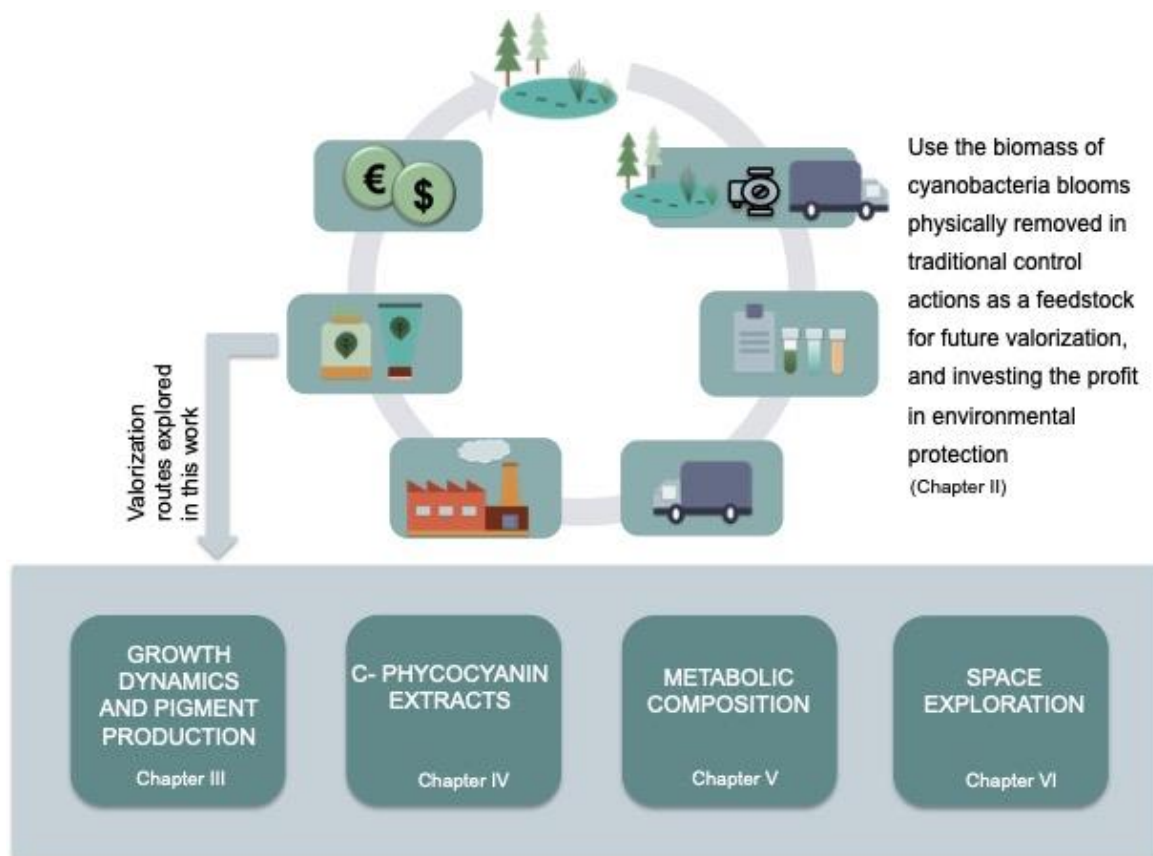 €
$
Use the biomass of
cyanobacteria blooms
physically removed in
traditional control
actions as a feedstock
for future valorization,
and investing the profit
in environmental
protection
(Chapter II)
Valorization
routes explored
in this work
GROWTH
DYNAMICS
AND PIGMENT
PRODUCTION
Chapter III
C- PHYCOCYANIN
EXTRACTS
Chapter IV
METABOLIC
COMPOSITION
Chapter V
SPACE
EXPLORATION
Chapter VI